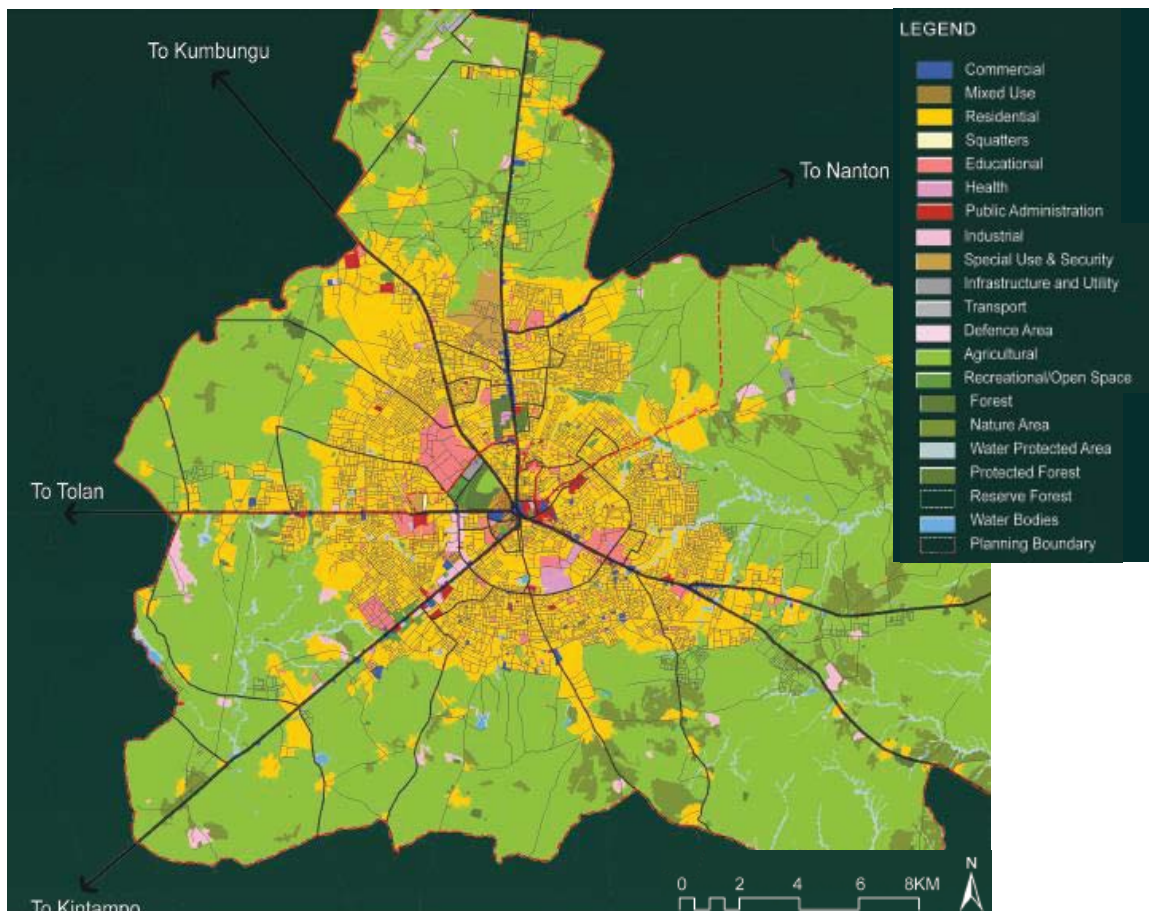 To Kumbungu
To Nanton
To Tolan
To Kintampo
LEGEND
Commercial
Mixed Use
Residential
Squatters
Educational
Health
Public Administration
Industrial
Special Use & Security
Infrastructure and Utility
Transport
Defence Area
Agricultural
Recreational/Open Space
Forest
Nature Area
Water Protected Area
Protected Forest
Reserve Forest
Water Bodies
Planning Boundary
0 2 4 6 8KM
N